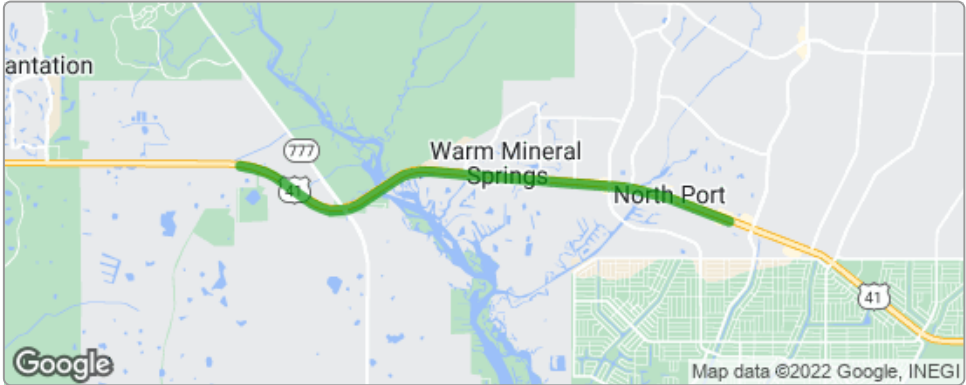 antation
777
Warm Mineral
Springs
41
North Port
41
Google
Map data ©2022 Google, INEGI